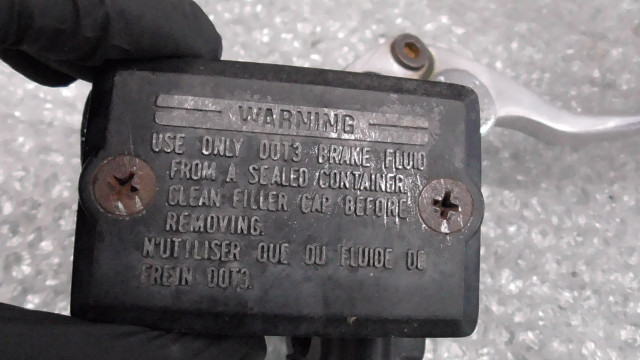 WARNING
USE ONLY DOT3 BRAKE FLUID
FROM A SEALED CONTAINER.
CLEAN FILLER CAP BEFORE
REMOVING.
N'UTILISER QUE DU FLUIDE DE
FREIN DOT3.